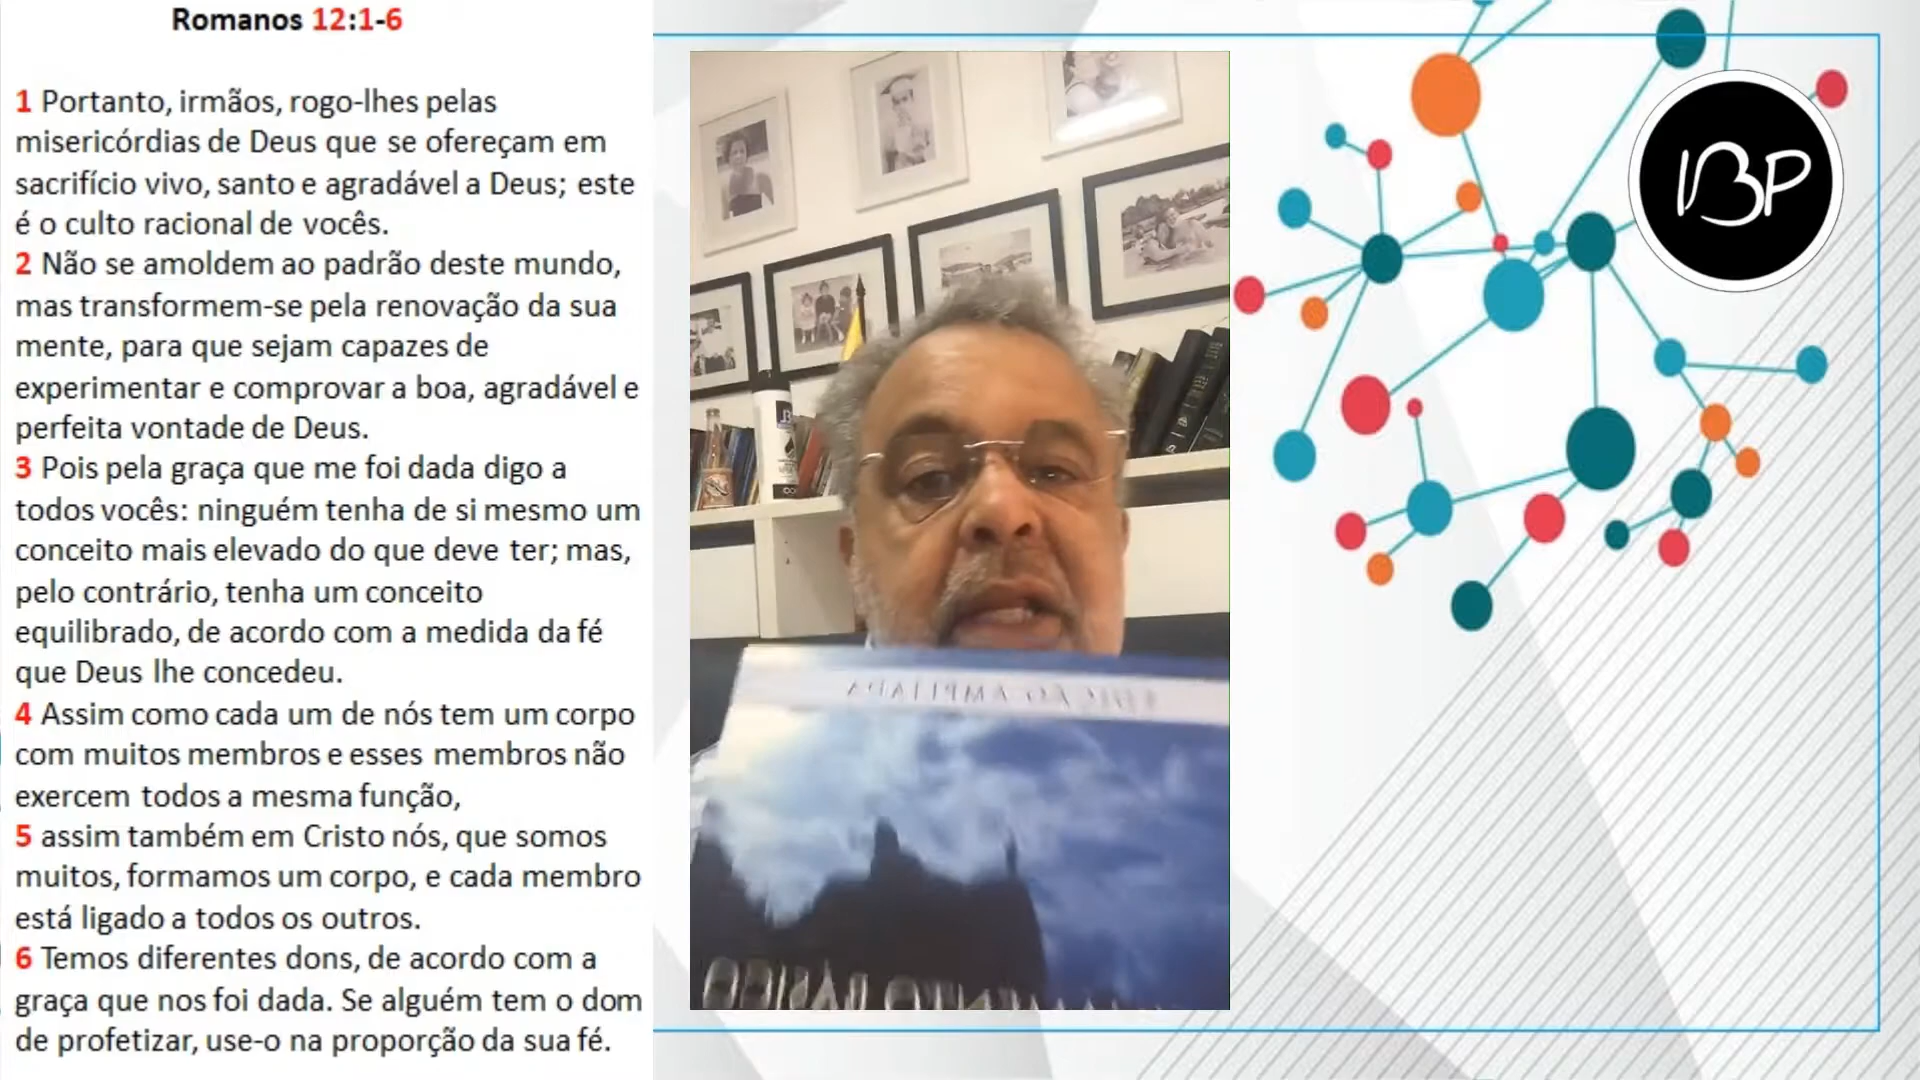 Romanos 12:1-6
1 Portanto, irmãos, rogo-lhes pelas
misericórdias de Deus que se ofereçam em
sacrifício vivo, santo e agradável a Deus; este
é o culto racional de vocês.
2 Não se amoldem ao padrão deste mundo,
mas transformem-se pela renovação da sua
mente, para que sejam capazes de
experimentar e comprovar a boa, agradável e
perfeita vontade de Deus.
3 Pois pela graça que me foi dada digo a
todos vocês: ninguém tenha de si mesmo um
conceito mais elevado do que deve ter; mas,
pelo contrário, tenha um conceito
equilibrado, de acordo com a medida da fé
que Deus lhe concedeu.
4 Assim como cada um de nós tem um corpo
com muitos membros e esses membros não
exercem todos a mesma função,
5 assim também em Cristo nós, que somos
muitos, formamos um corpo, e cada membro
está ligado a todos os outros.
6 Temos diferentes dons, de acordo com a
graça que nos foi dada. Se alguém tem o dom
de profetizar, use-o na proporção da sua fé.
IBP
AMPLIADA